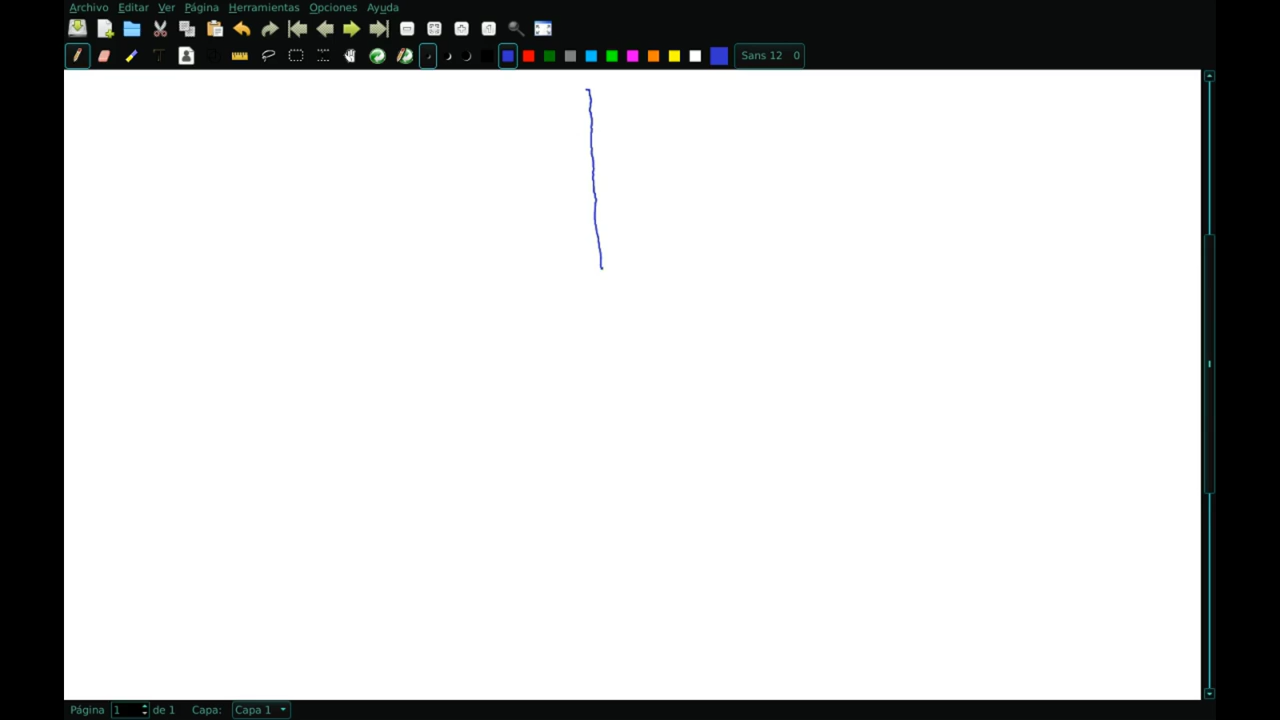 Archivo Editar Ver Página Herramientas Opciones Ayuda
Sans 12 0
Página 1 de 1 Capa: Capa 1